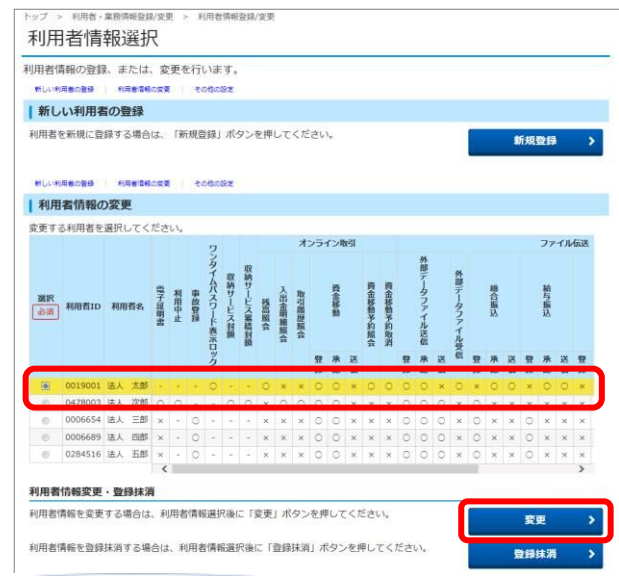 トップ > 利用者・業務情報登録/変更 > 利用者情報登録/変更
利用者情報選択
利用者情報の登録、または、変更を行います。
新しい利用者の登録 | 利用者情報の変更 | その他の設定
新しい利用者の登録
利用者を新規に登録する場合は、「新規登録」ボタンを押してください。
新規登録 >
新しい利用者の登録 | 利用者情報の変更 | その他の設定
利用者情報の変更
変更する利用者を選択してください。
オンライン取引 ファイル伝送
選択 必須 利用者ID 利用者名 電子証明書 利用中止 事故登録 ワンタイムパスワード表示ロック 収納サービス封鎖 収納サービス累積封鎖 残高照会 入出金明細照会 取引履歴照会 資金移動 資金移動予約照会 資金移動予約取消 外部データファイル送信 外部データファイル受信 総合振込 給与振込
登 承 送 登 承 送 登 承 送 登 承 送 登
0019001 法人 太郎 - - - ○ - - ○ × × ○ ○ × ○ ○ ○ ○ × ○ × ○ ○ × ○ ○ ×
0478003 法人 次郎
0006654 法人 三郎 × - ○ - - - × × × ○ ○ × × × ○ ○ ○ × ○ × × ○ × × ×
0006689 法人 四郎 × - ○ - - - × × × ○ ○ × × × ○ ○ ○ × ○ × × ○ × × ×
0284516 法人 五郎 × - ○ - - - × × × ○ ○ × × × ○ ○ ○ × ○ × × ○ × × ×
利用者情報変更・登録抹消
利用者情報を変更する場合は、利用者情報選択後に「変更」ボタンを押してください。
変更 >
利用者情報を登録抹消する場合は、利用者情報選択後に「登録抹消」ボタンを押してください。
登録抹消 >